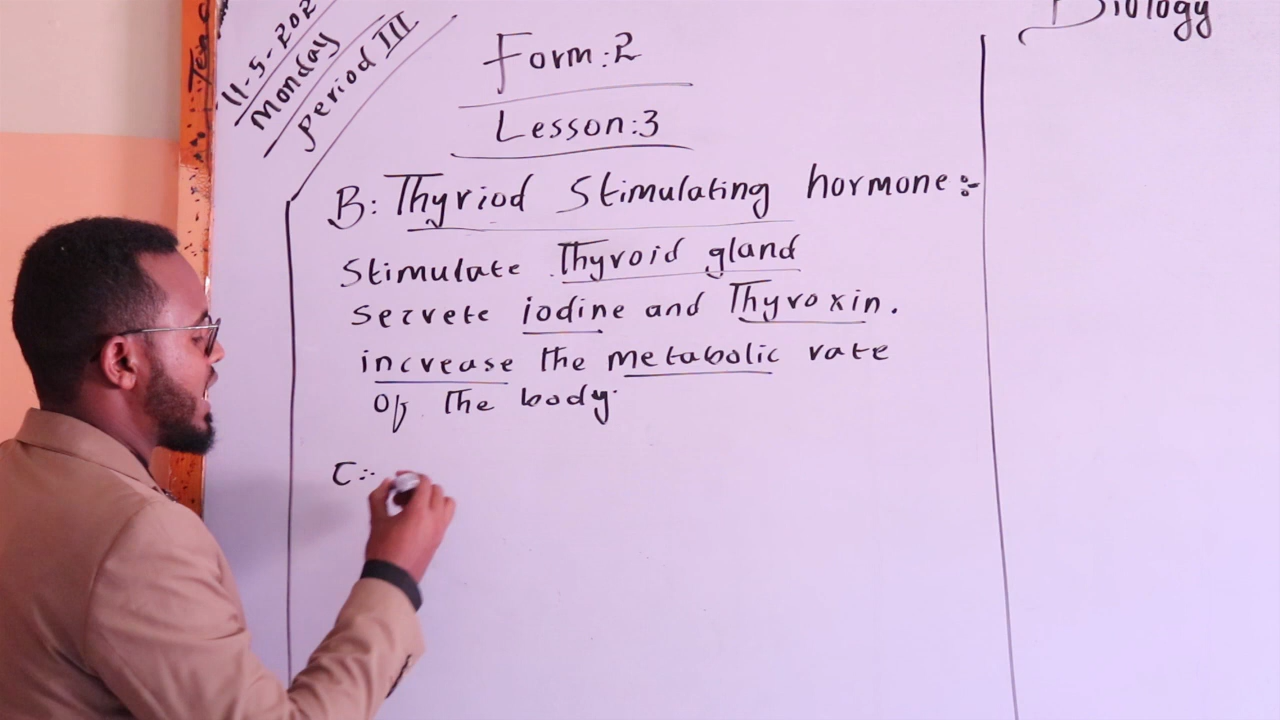 11-5-202
Monday
Period III
Form:2
Biology
Lesson:3
B: Thyriod Stimulating hormone:-
Stimulate Thyroid gland
Secrete iodine and Thyroxin.
increase the metabolic rate
Of the body.
C:-